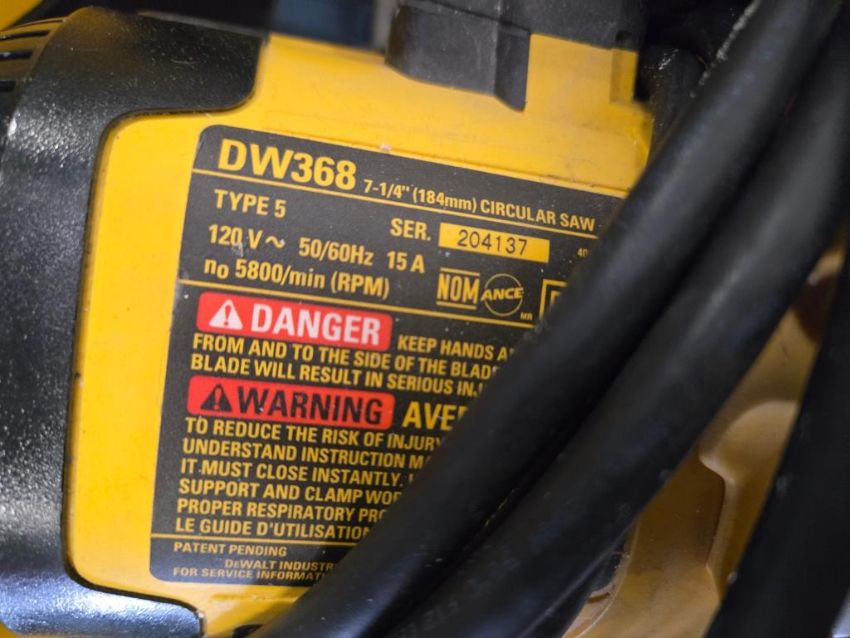 DW368 7-1/4" (184mm) CIRCULAR SAW
TYPE 5 SER. 204137
120 V~ 50/60Hz 15 A
no 5800/min (RPM) NOM ANCE
MR
DANGER KEEP HANDS
FROM AND TO THE SIDE OF THE
BLADE WILL RESULT IN SERIOUS
WARNING
TO REDUCE THE RISK OF INJURY
UNDERSTAND INSTRUCTION
IT MUST CLOSE INSTANTLY.
SUPPORT AND CLAMP
PROPER RESPIRATORY
LE GUIDE D'UTILISATION
PATENT PENDING
DEWALT
FOR SERVICE